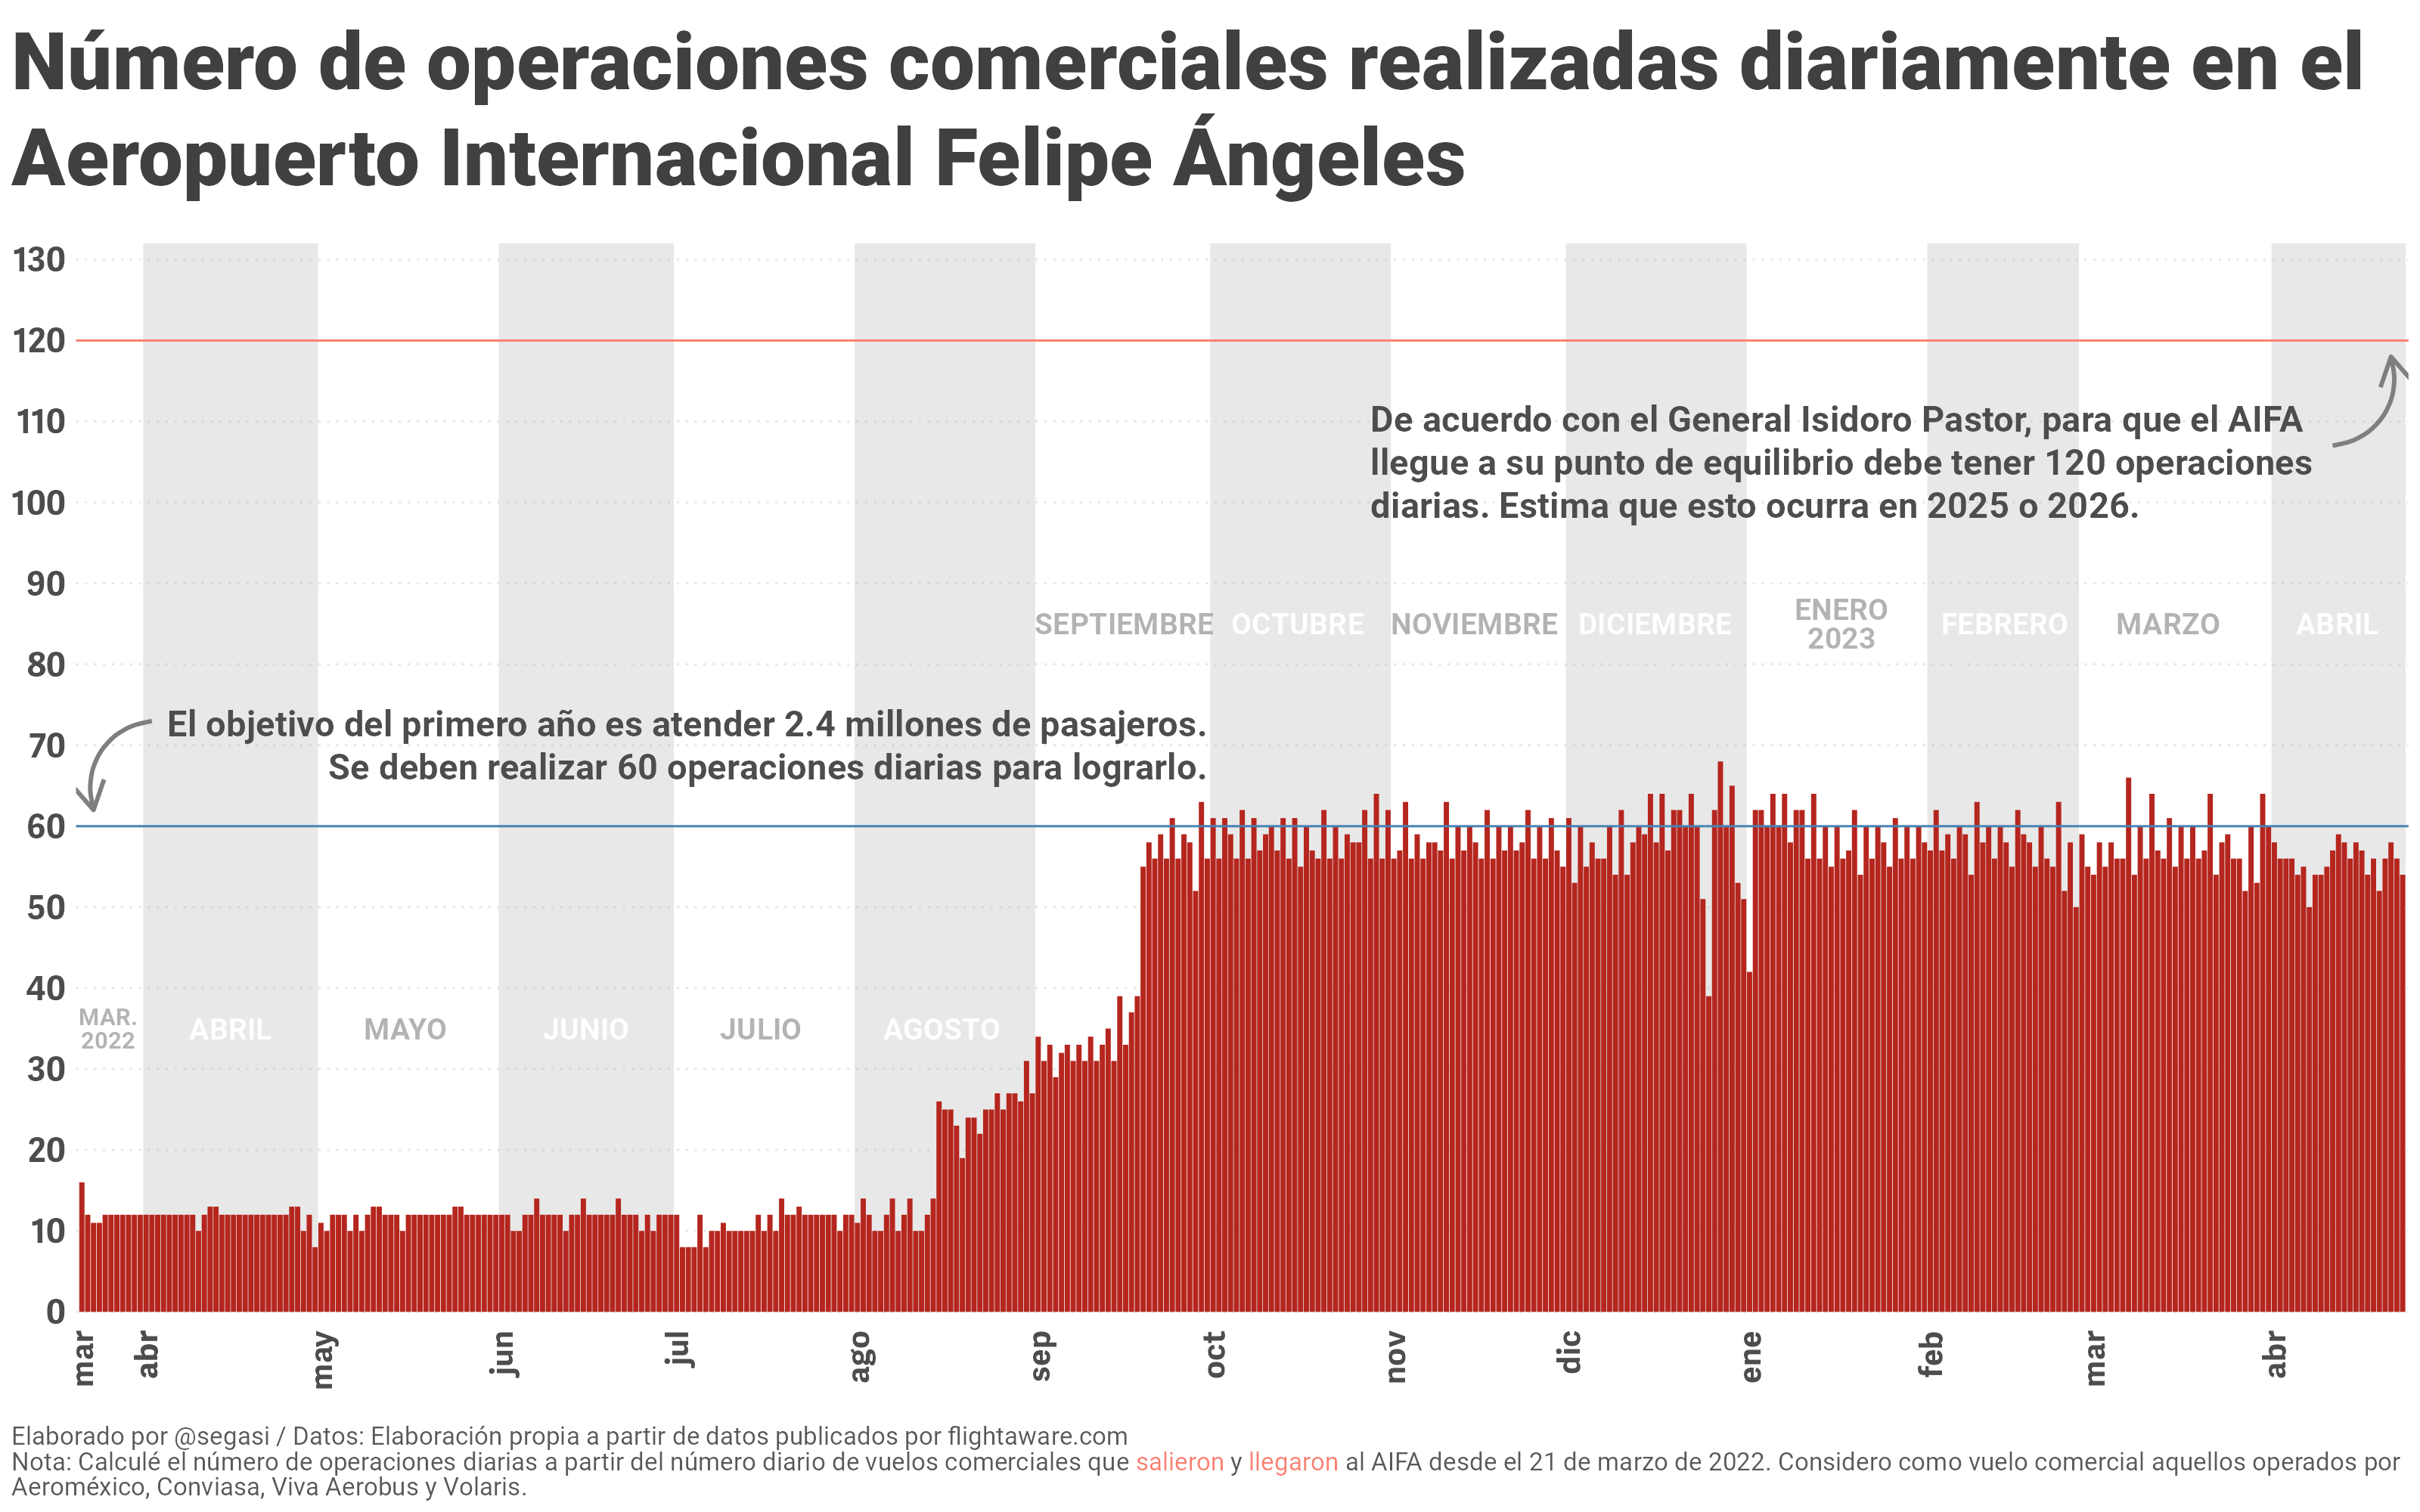 Número de operaciones comerciales realizadas diariamente en el
Aeropuerto Internacional Felipe Ángeles
130
120
110
100
90
80
70
60
50
40
30
20
10
0
De acuerdo con el General Isidoro Pastor, para que el AIFA
llegue a su punto de equilibrio debe tener 120 operaciones
diarias. Estima que esto ocurra en 2025 o 2026.
SEPTIEMBRE
OCTUBRE
NOVIEMBRE
DICIEMBRE
ENERO
2023
FEBRERO
MARZO
ABRIL
El objetivo del primero año es atender 2.4 millones de pasajeros.
Se deben realizar 60 operaciones diarias para lograrlo.
MAR.
2022
ABRIL
MAYO
JUNIO
JULIO
AGOSTO
mar
abr
may
jun
jul
ago
sep
oct
nov
dic
ene
feb
mar
abr
Elaborado por @segasi / Datos: Elaboración propia a partir de datos publicados por flightaware.com
Nota: Calculé el número de operaciones diarias a partir del número diario de vuelos comerciales que salieron y llegaron al AIFA desde el 21 de marzo de 2022. Considero como vuelo comercial aquellos operados por
Aeroméxico, Conviasa, Viva Aerobus y Volaris.